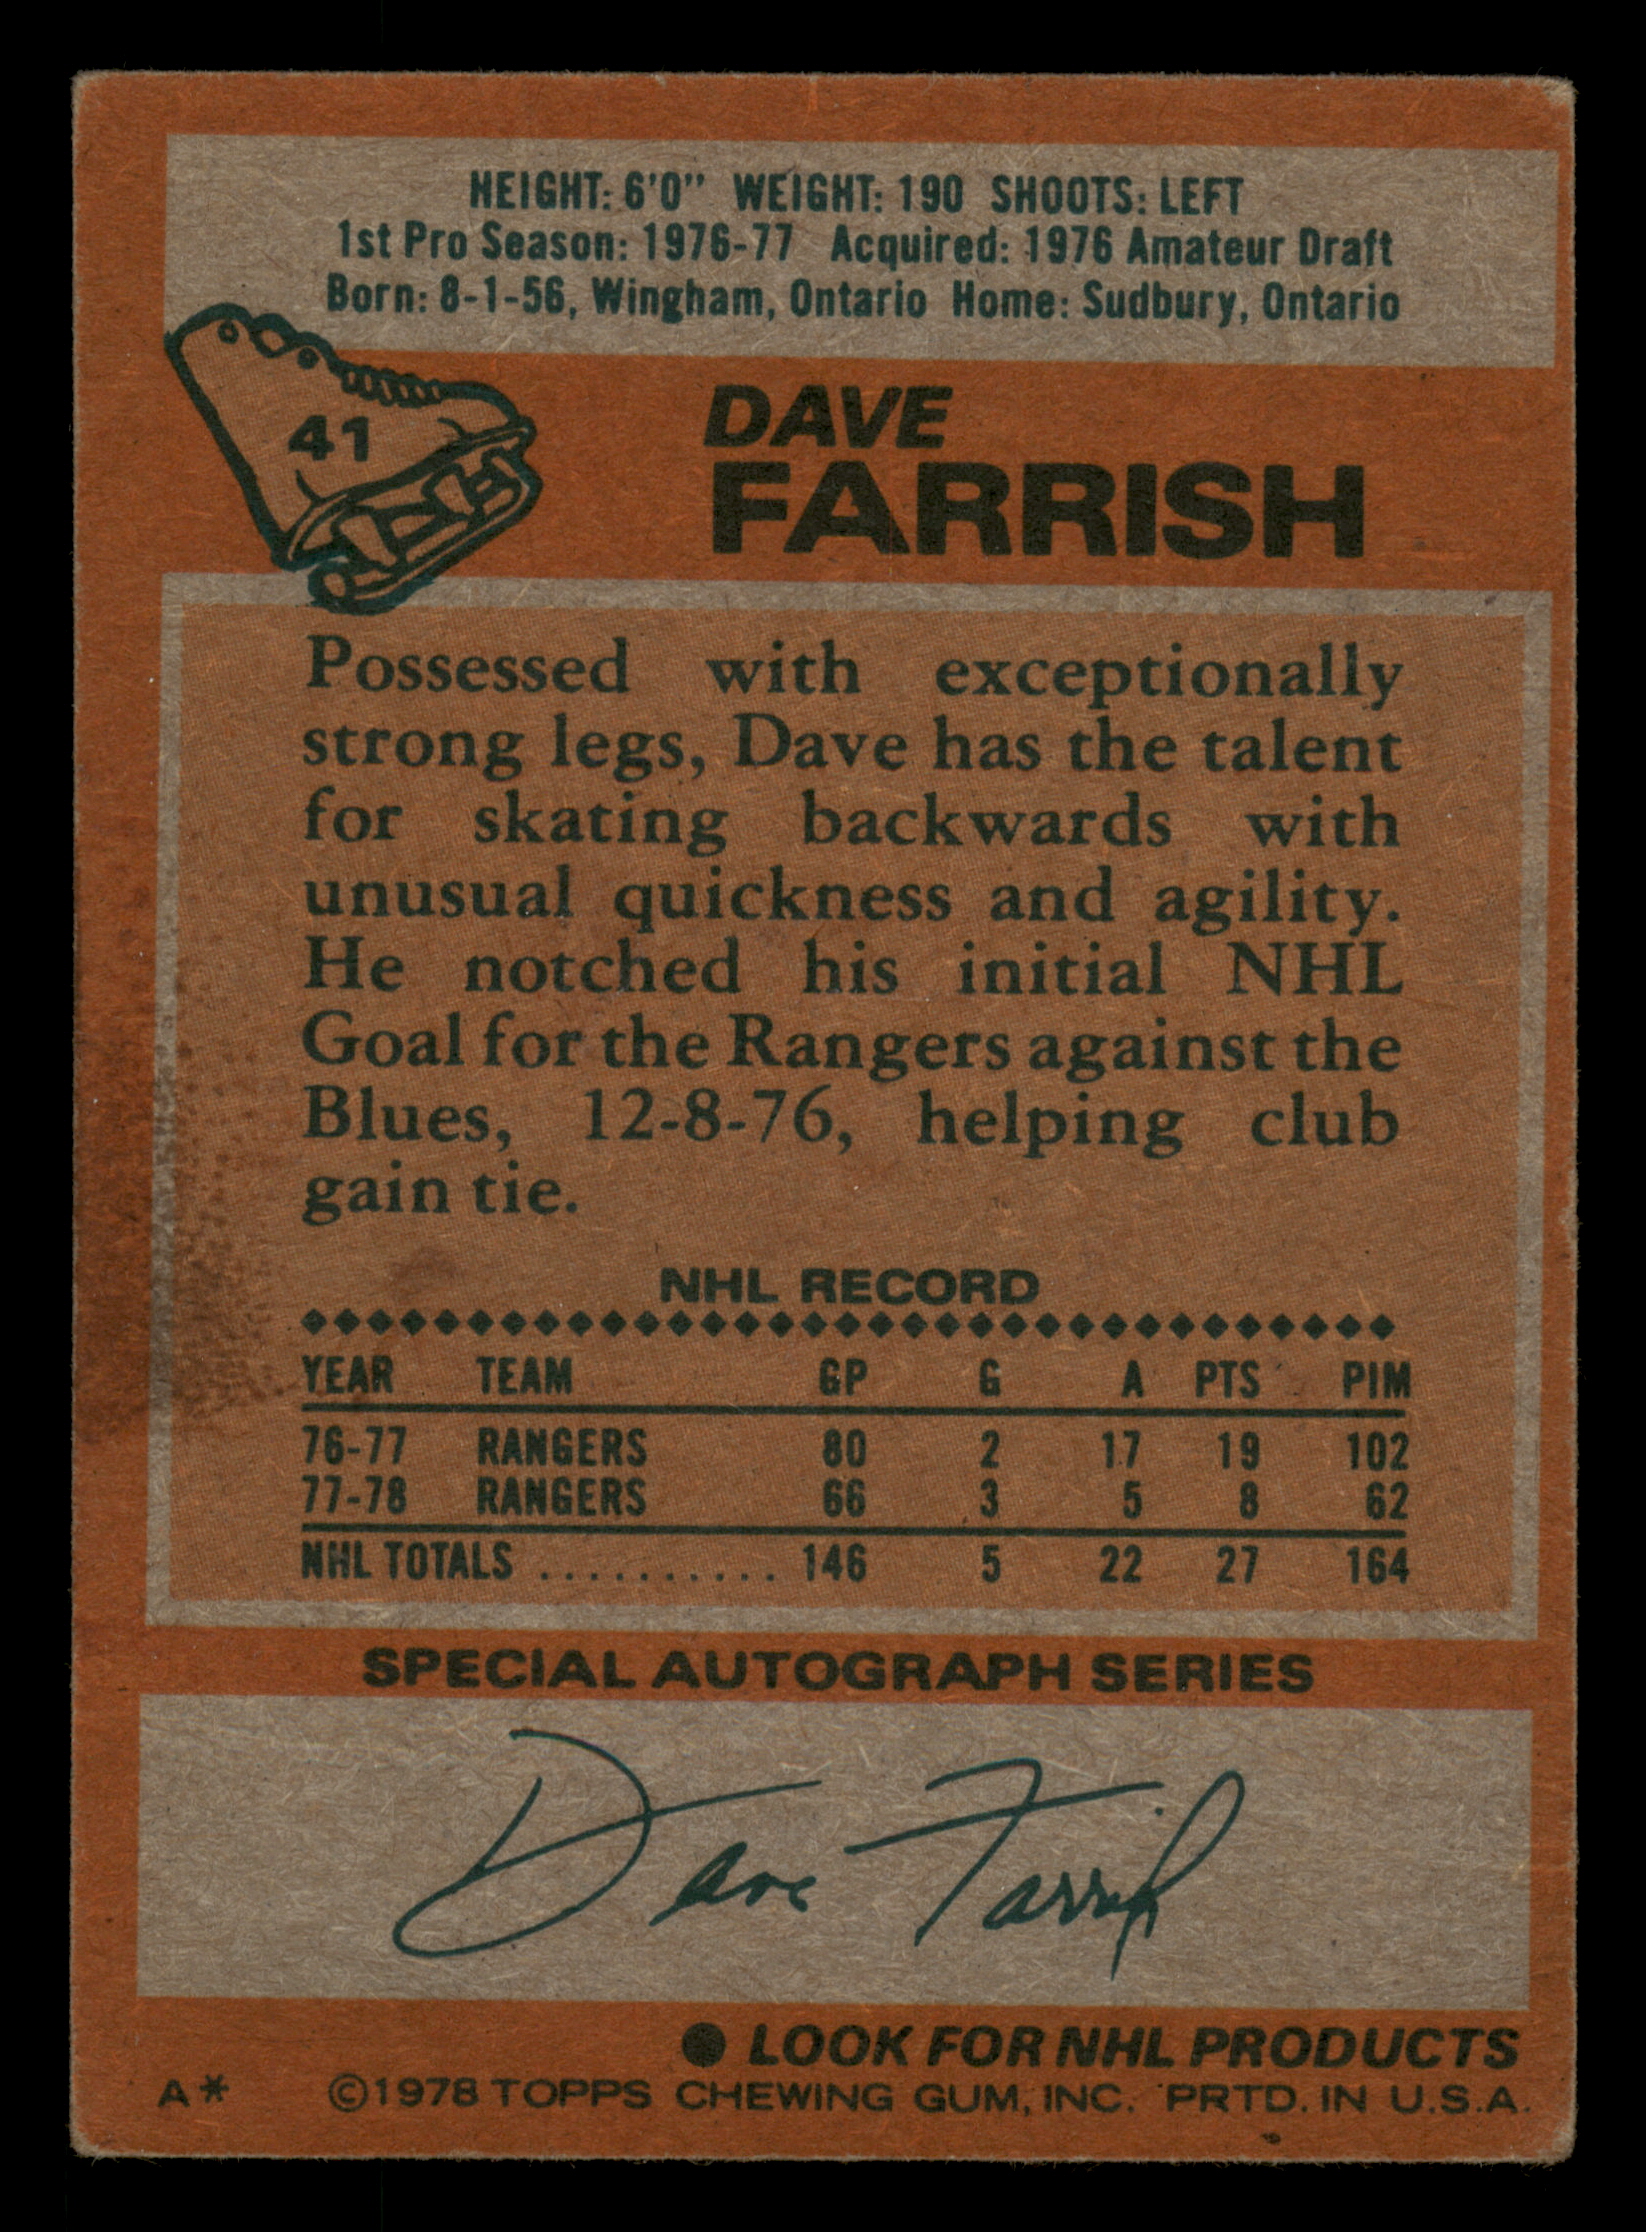 HEIGHT: 6'0" WEIGHT: 190 SHOOTS: LEFT
1st Pro Season: 1976-77 Acquired: 1976 Amateur Draft
Born: 8-1-56, Wingham, Ontario Home: Sudbury, Ontario
41
DAVE
FARRISH
Possessed with exceptionally
strong legs, Dave has the talent
for skating backwards with
unusual quickness and agility.
He notched his initial NHL
Goal for the Rangers against the
Blues, 12-8-76, helping club
gain tie.
NHL RECORD
YEAR TEAM GP G A PTS PIM
76-77 RANGERS 80 2 17 19 102
77-78 RANGERS 66 3 5 8 62
NHL TOTALS .......... 146 5 22 27 164
SPECIAL AUTOGRAPH SERIES
Dave Farrish
● LOOK FOR NHL PRODUCTS
A* ©1978 TOPPS CHEWING GUM, INC. PRTD. IN U.S.A.